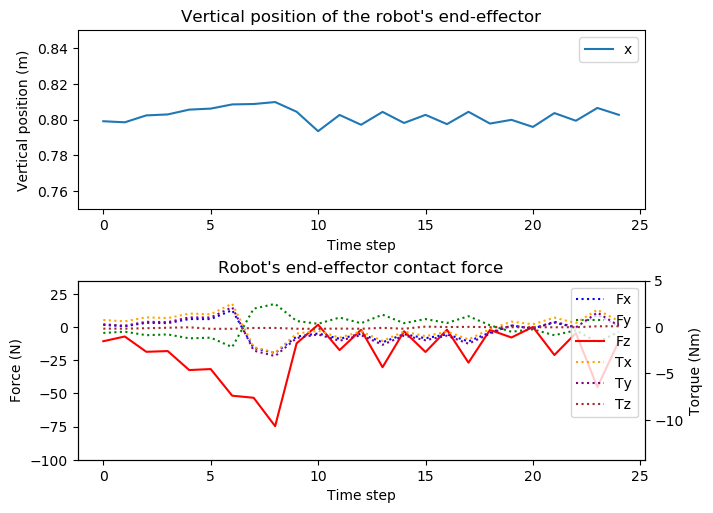 Vertical position of the robot's end-effector
Vertical position (m)
0.84
0.82
0.80
0.78
0.76
x
0
5
10
15
20
25
Time step
Robot's end-effector contact force
Force (N)
25
0
−25
−50
−75
−100
Fx
Fy
Fz
Tx
Ty
Tz
5
0
−5
−10
Torque (Nm)
0
5
10
15
20
25
Time step